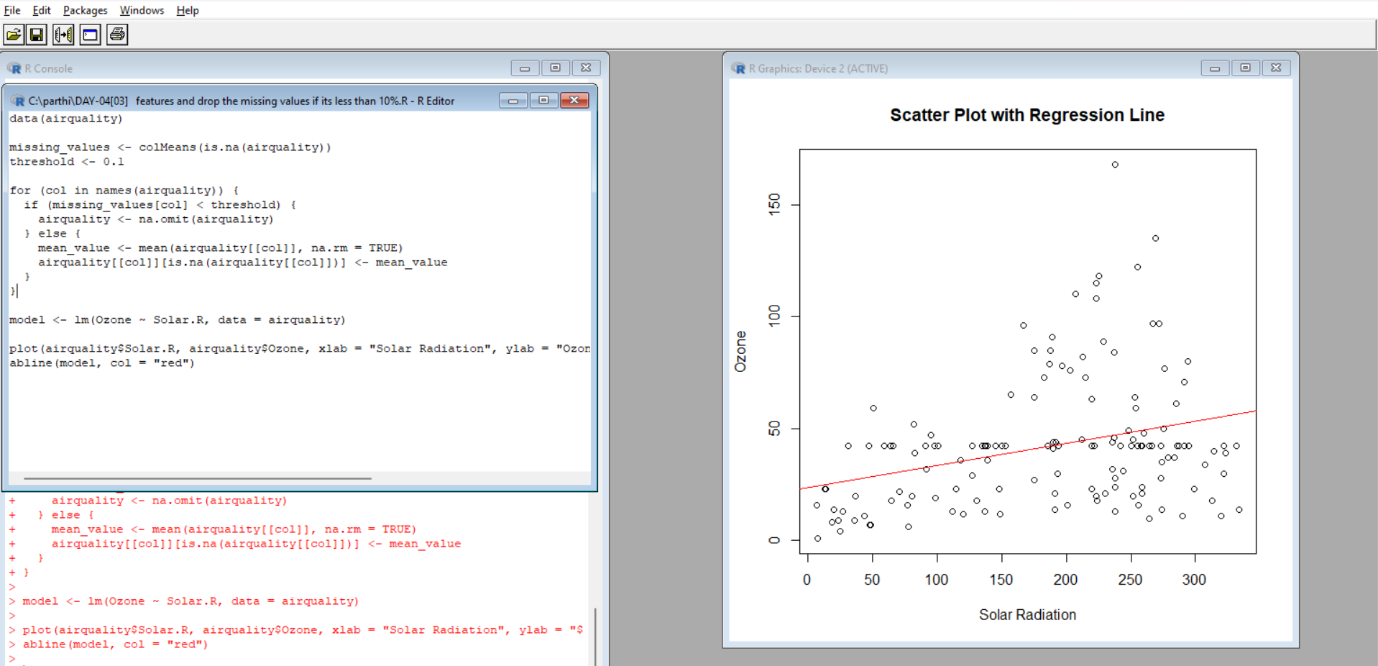 File Edit Packages Windows Help
R Console
C:\parthi\DAY-04[03] features and drop the missing values if its less than 10%.R - R Editor
data(airquality)
missing_values <- colMeans(is.na(airquality))
threshold <- 0.1
for (col in names(airquality)) {
if (missing_values[col] < threshold) {
airquality <- na.omit(airquality)
} else {
mean_value <- mean(airquality[[col]], na.rm = TRUE)
airquality[[col]][is.na(airquality[[col]])] <- mean_value
}
}
model <- lm(Ozone ~ Solar.R, data = airquality)
plot(airquality$Solar.R, airquality$Ozone, xlab = "Solar Radiation", ylab = "Ozon
abline(model, col = "red")
+ airquality <- na.omit(airquality)
+ } else {
+ mean_value <- mean(airquality[[col]], na.rm = TRUE)
+ airquality[[col]][is.na(airquality[[col]])] <- mean_value
+ }
+ }
>
> model <- lm(Ozone ~ Solar.R, data = airquality)
>
> plot(airquality$Solar.R, airquality$Ozone, xlab = "Solar Radiation", ylab = "$
> abline(model, col = "red")
>
R Graphics: Device 2 (ACTIVE)
Scatter Plot with Regression Line
150
100
50
0
Ozone
0 50 100 150 200 250 300
Solar Radiation